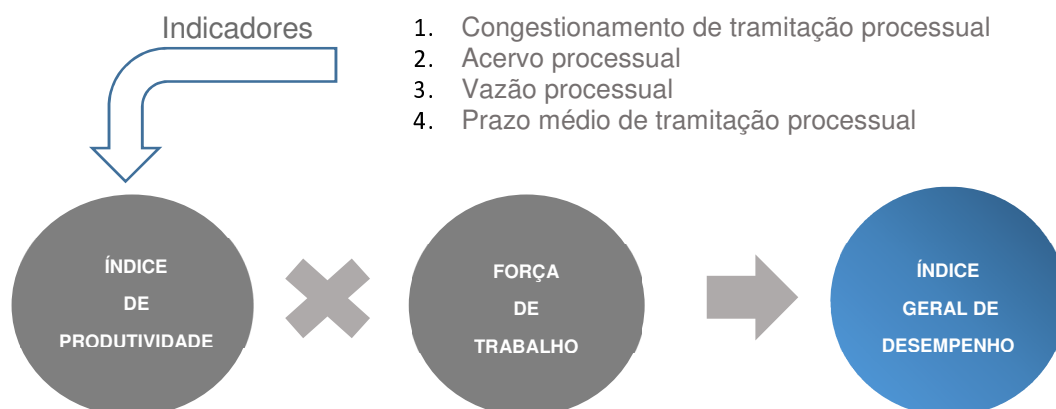 Indicadores
1. Congestionamento de tramitação processual
2. Acervo processual
3. Vazão processual
4. Prazo médio de tramitação processual
ÍNDICE
DE
PRODUTIVIDADE
FORÇA
DE
TRABALHO
ÍNDICE
GERAL DE
DESEMPENHO